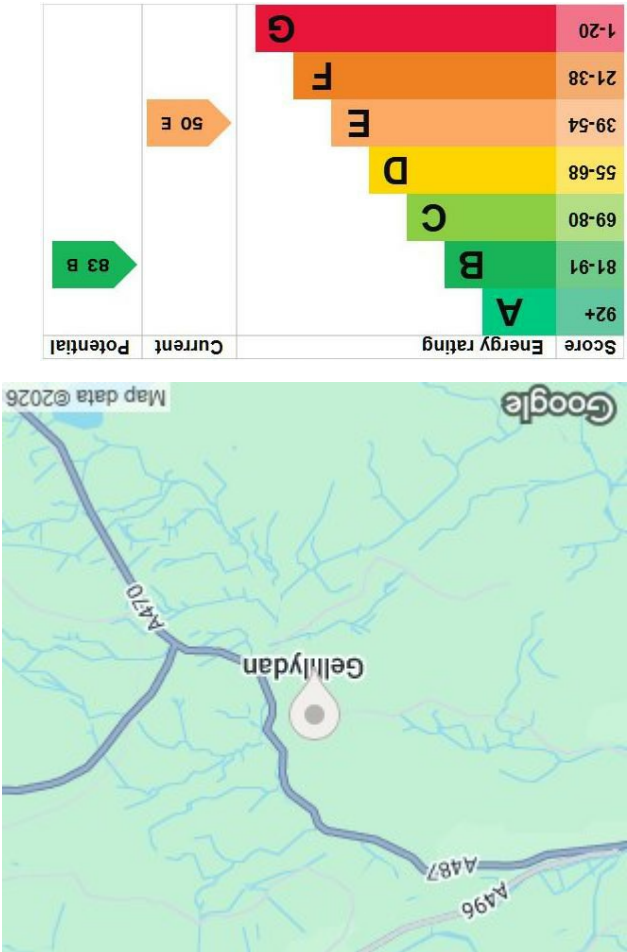 A496
A487
Gellilydan
A470
Google
Map data ©2026
Score Energy rating Current Potential
92+ A
81-91 B 83 B
69-80 C
55-68 D
39-54 E 50 E
21-38 F
1-20 G